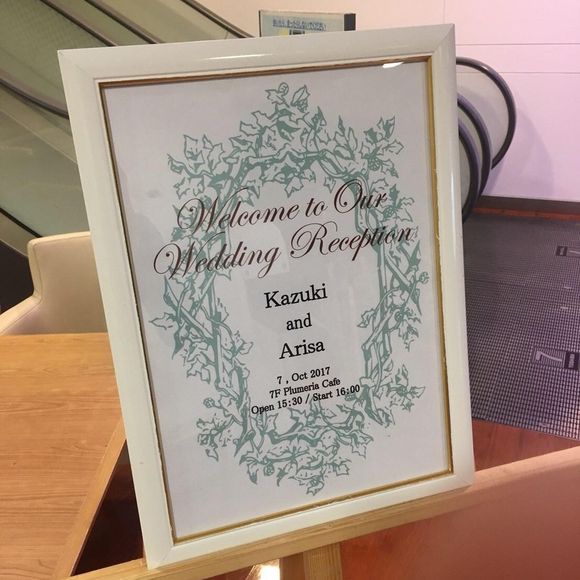 Welcome to Our
Wedding Reception
Kazuki
and
Arisa
7 , Oct 2017
7F Plumeria Cafe
Open 15:30 / Start 16:00